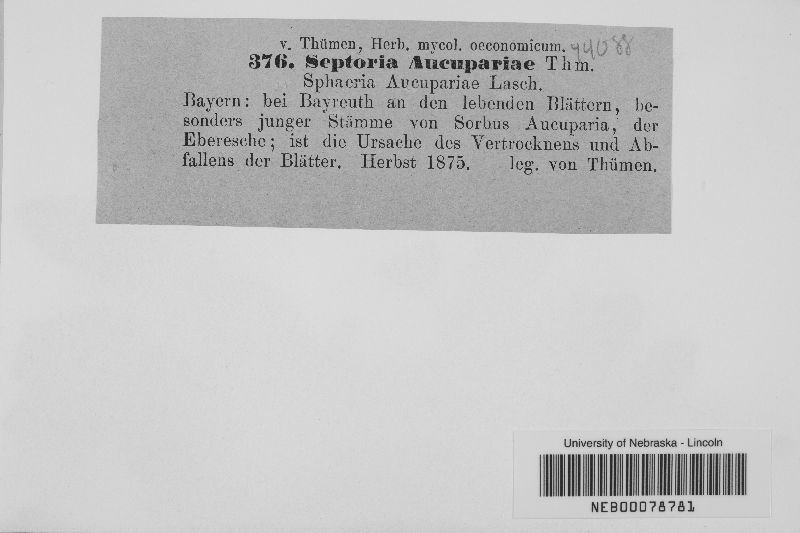 v. Thümen, Herb. mycol. oeconomicum. 44088
376. Septoria Aucupariae Thm.
Sphaeria Aucupariae Lasch.
Bayern: bei Bayreuth an den lebenden Blättern, be-
sonders junger Stämme von Sorbus Aucuparia, der
Eberesche; ist die Ursache des Vertrocknens und Ab-
fallens der Blätter. Herbst 1875. leg. von Thümen.
University of Nebraska - Lincoln
NEB00078781